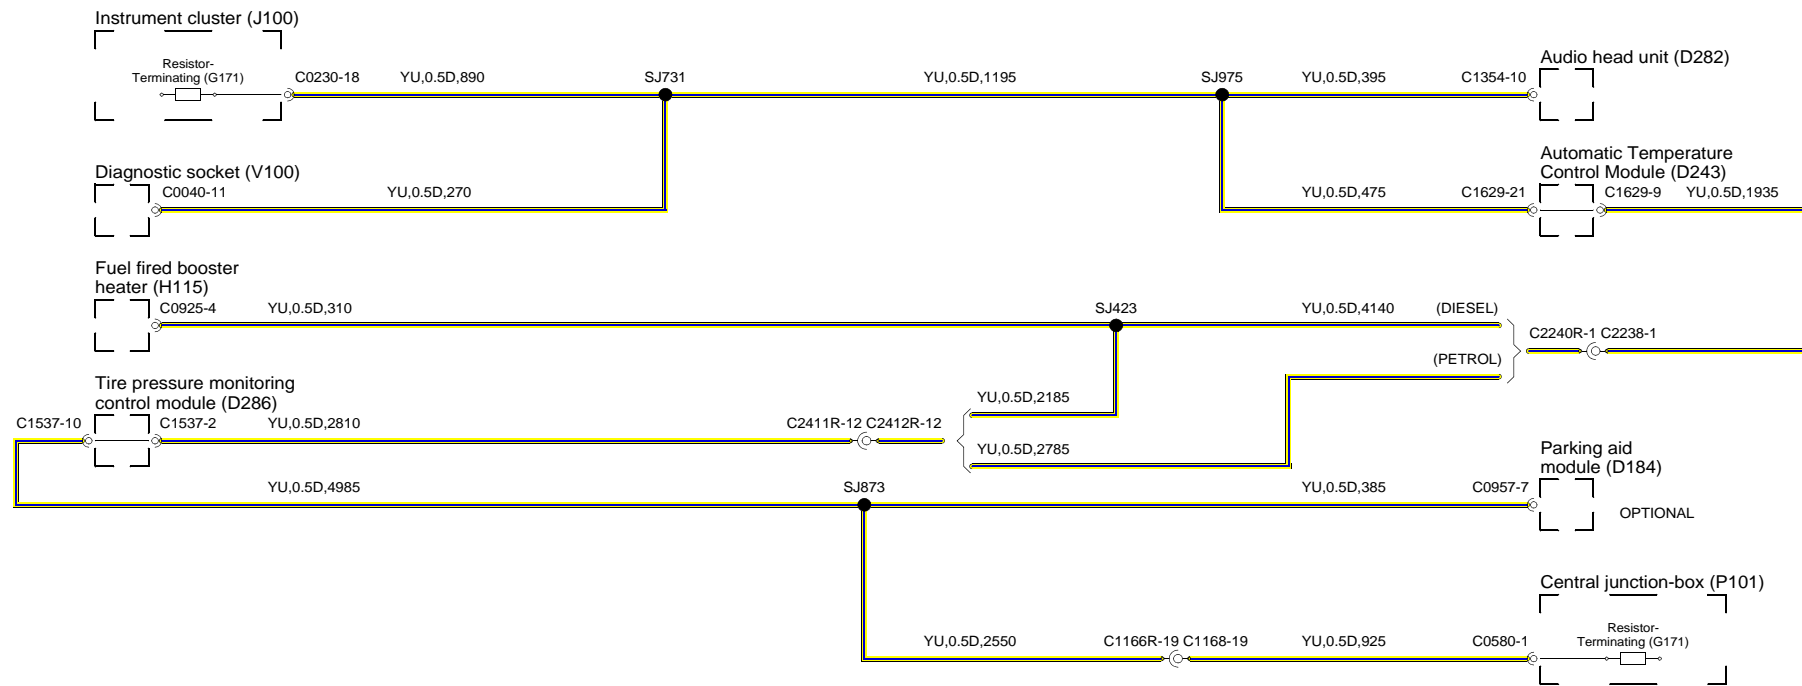 Instrument cluster (J100)
Resistor-
Terminating (G171)
C0230-18
YU,0.5D,890
SJ731
YU,0.5D,1195
SJ975
YU,0.5D,395
C1354-10
Audio head unit (D282)
Diagnostic socket (V100)
C0040-11
YU,0.5D,270
YU,0.5D,475
C1629-21
Automatic Temperature
Control Module (D243)
C1629-9
YU,0.5D,1935
Fuel fired booster
heater (H115)
C0925-4
YU,0.5D,310
SJ423
YU,0.5D,4140
(DIESEL)
C2240R-1 C2238-1
(PETROL)
Tire pressure monitoring
control module (D286)
C1537-10
C1537-2
YU,0.5D,2810
C2411R-12 C2412R-12
YU,0.5D,2185
YU,0.5D,2785
YU,0.5D,4985
SJ873
YU,0.5D,385
C0957-7
Parking aid
module (D184)
OPTIONAL
YU,0.5D,2550
C1166R-19 C1168-19
YU,0.5D,925
C0580-1
Central junction-box (P101)
Resistor-
Terminating (G171)